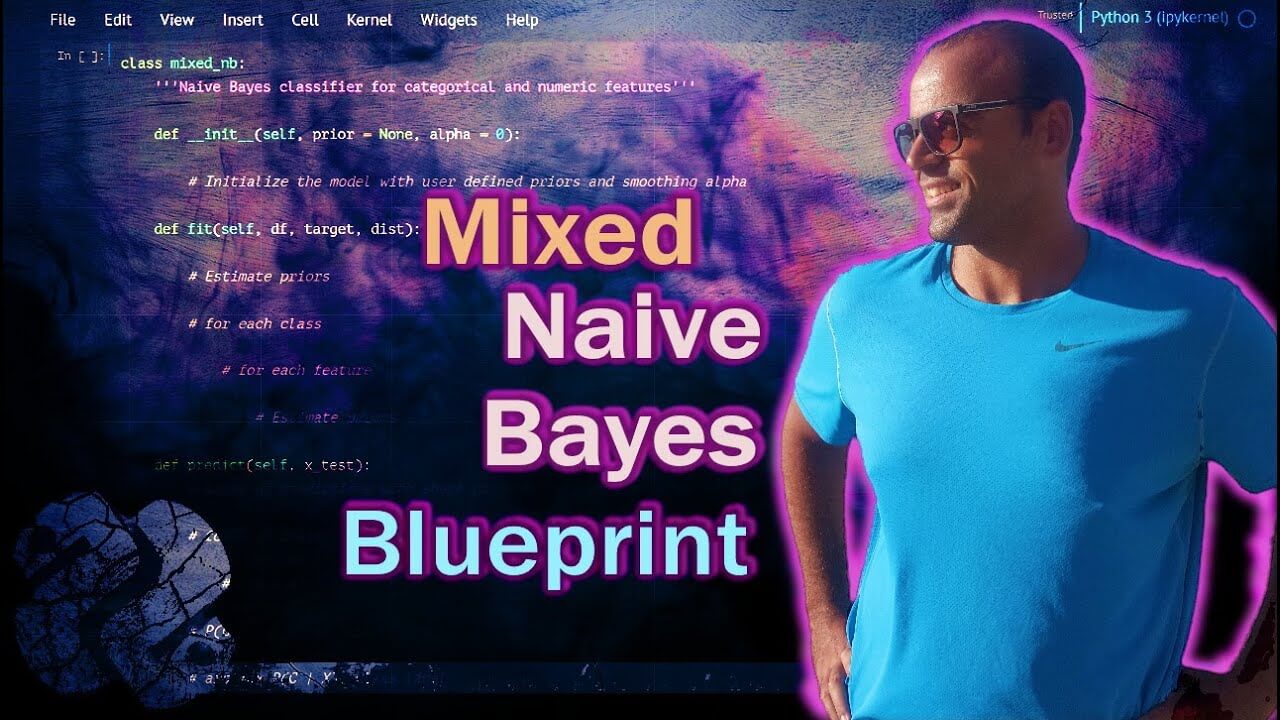 File Edit View Insert Cell Kernel Widgets Help
Trusted
Python 3 (ipykernel)
In [ ]:
class mixed_nb:
'''Naive Bayes classifier for categorical and numeric features'''
def __init__(self, prior = None, alpha = 0):
# Initialize the model with user defined priors and smoothing alpha
def fit(self, df, target, dist):
# Estimate priors
# for each class
# for each feature
# Estimate
def predict(self, x_test):
Mixed
Naive
Bayes
Blueprint